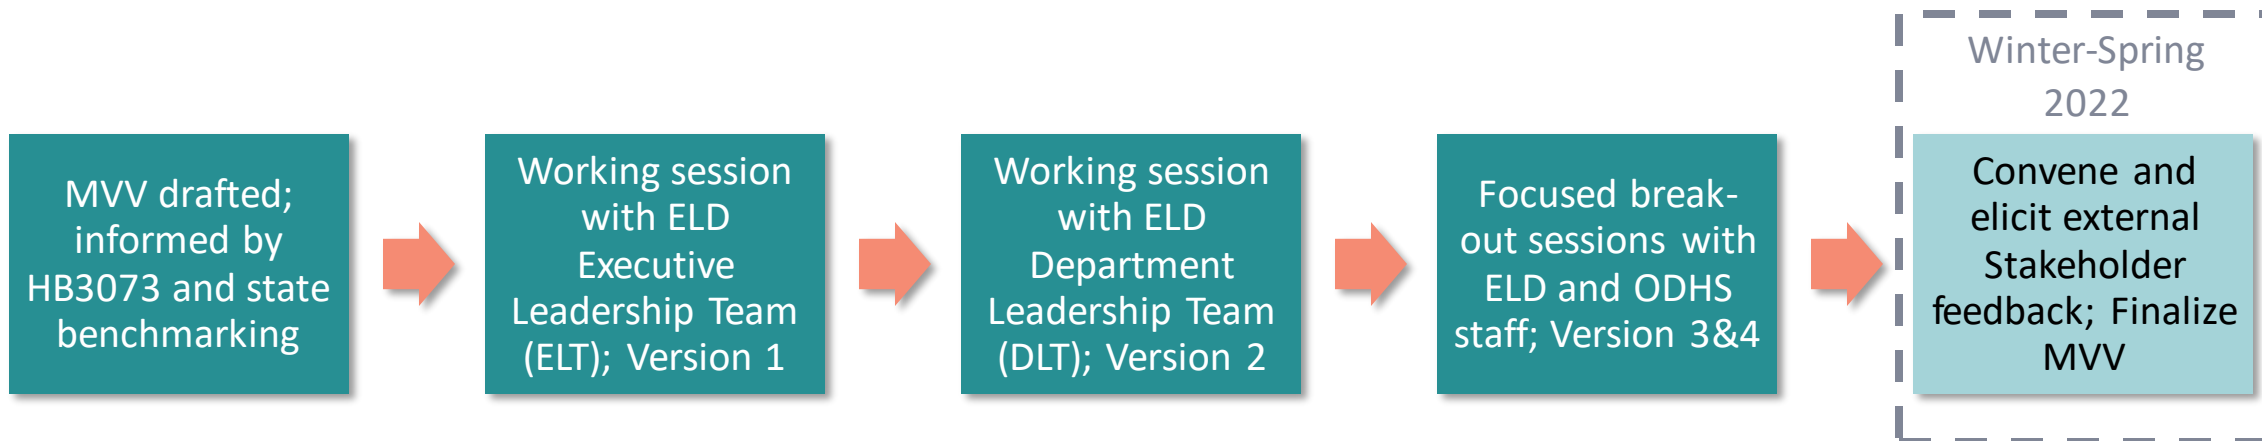 MVV drafted;
informed by
HB3073 and state
benchmarking
Working session
with ELD
Executive
Leadership Team
(ELT); Version 1
Working session
with ELD
Department
Leadership Team
(DLT); Version 2
Focused break-
out sessions with
ELD and ODHS
staff; Version 3&4
Winter-Spring
2022
Convene and
elicit external
Stakeholder
feedback; Finalize
MVV